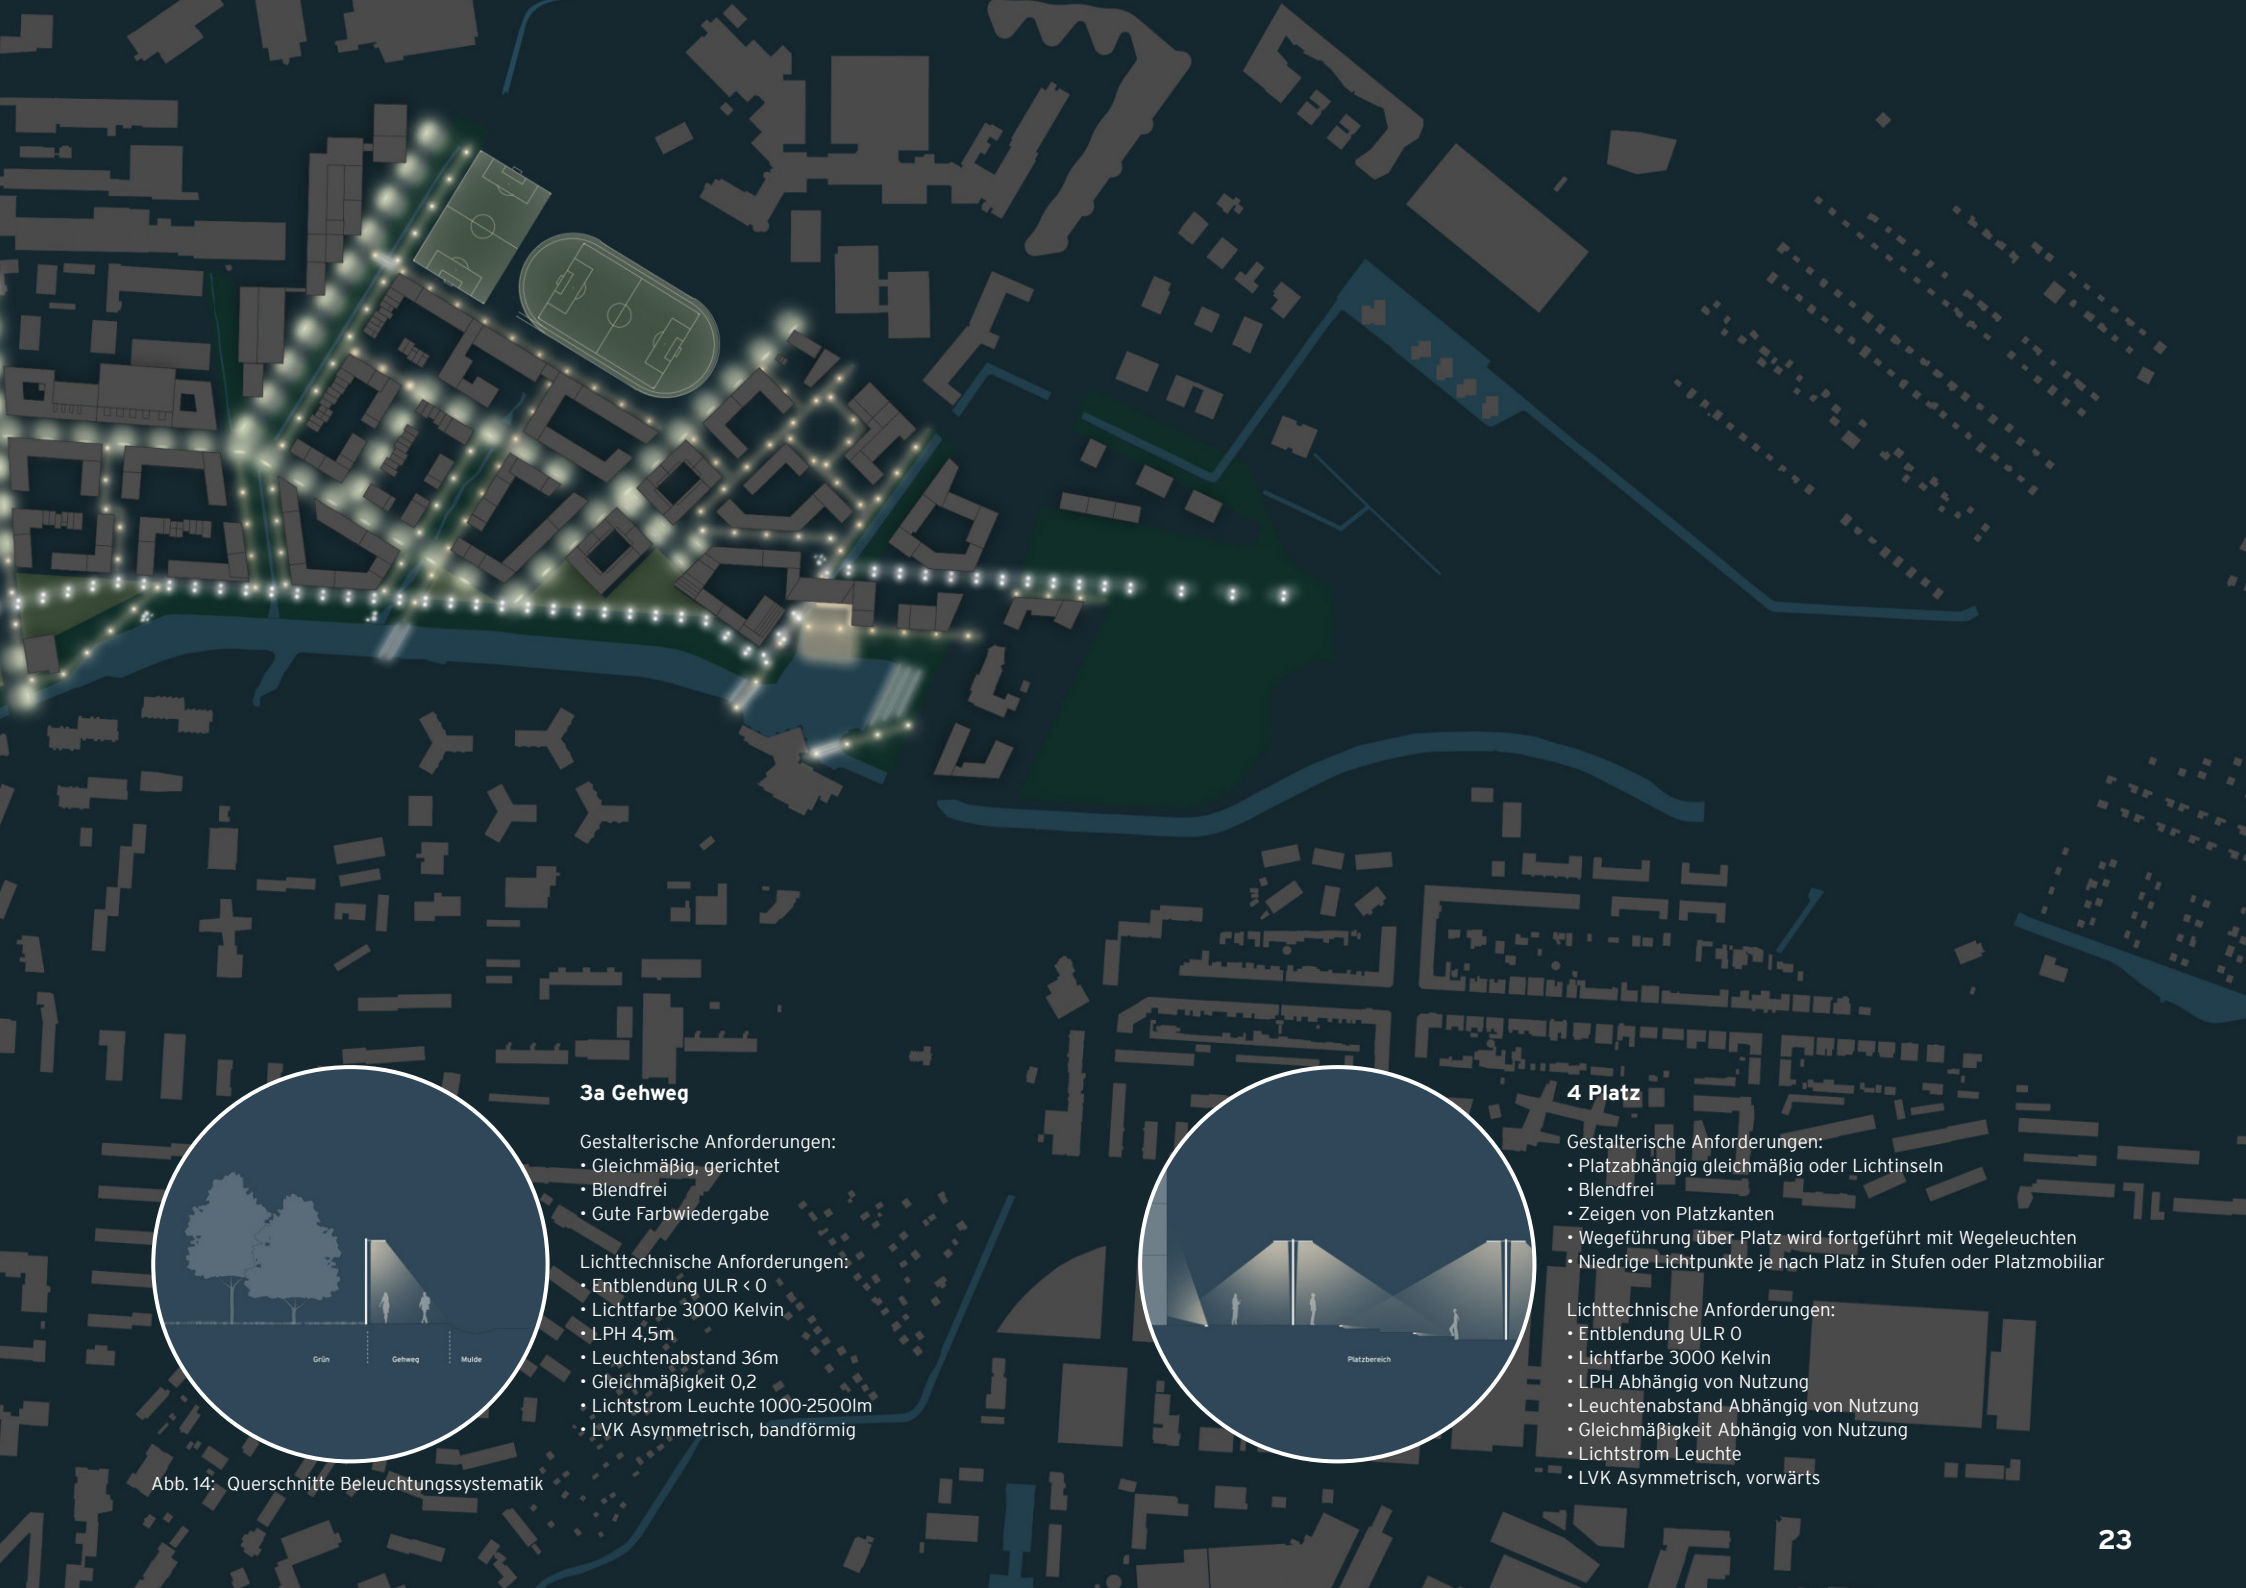 3a Gehweg
Gestalterische Anforderungen:
• Gleichmäßig, gerichtet
• Blendfrei
• Gute Farbwiedergabe
Lichttechnische Anforderungen:
• Entblendung ULR < 0
• Lichtfarbe 3000 Kelvin
• LPH 4,5m
• Leuchtenabstand 36m
• Gleichmäßigkeit 0,2
• Lichtstrom Leuchte 1000-2500lm
• LVK Asymmetrisch, bandförmig
Grün Gehweg Mulde
Abb. 14: Querschnitte Beleuchtungssystematik
4 Platz
Gestalterische Anforderungen:
• Platzabhängig gleichmäßig oder Lichtinseln
• Blendfrei
• Zeigen von Platzkanten
• Wegeführung über Platz wird fortgeführt mit Wegeleuchten
• Niedrige Lichtpunkte je nach Platz in Stufen oder Platzmobiliar
Lichttechnische Anforderungen:
• Entblendung ULR 0
• Lichtfarbe 3000 Kelvin
• LPH Abhängig von Nutzung
• Leuchtenabstand Abhängig von Nutzung
• Gleichmäßigkeit Abhängig von Nutzung
• Lichtstrom Leuchte
• LVK Asymmetrisch, vorwärts
Platzbereich
23